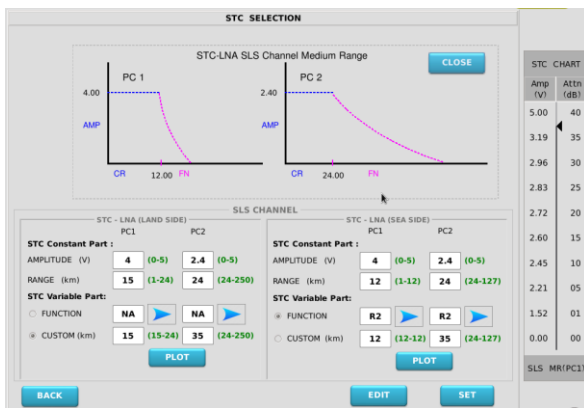 STC SELECTION
STC-LNA SLS Channel Medium Range
CLOSE
PC 1
4.00
AMP
CR 12.00 FN
PC 2
2.40
AMP
CR 24.00 FN
SLS CHANNEL
STC - LNA (LAND SIDE)
PC1 PC2
STC Constant Part :
AMPLITUDE (V) 4 (0-5) 2.4 (0-5)
RANGE (km) 15 (1-24) 24 (24-250)
STC Variable Part:
FUNCTION NA NA
CUSTOM (km) 15 (15-24) 35 (24-250)
PLOT
STC - LNA (SEA SIDE)
PC1 PC2
STC Constant Part :
AMPLITUDE (V) 4 (0-5) 2.4 (0-5)
RANGE (km) 12 (1-12) 24 (24-127)
STC Variable Part:
FUNCTION R2 R2
CUSTOM (km) 12 (12-12) 35 (24-127)
PLOT
BACK
EDIT
SET
STC CHART
Amp (V) Attn (dB)
5.00 40
3.19 35
2.96 30
2.83 25
2.72 20
2.60 15
2.45 10
2.21 05
1.52 01
0.00 00
SLS MR(PC1)